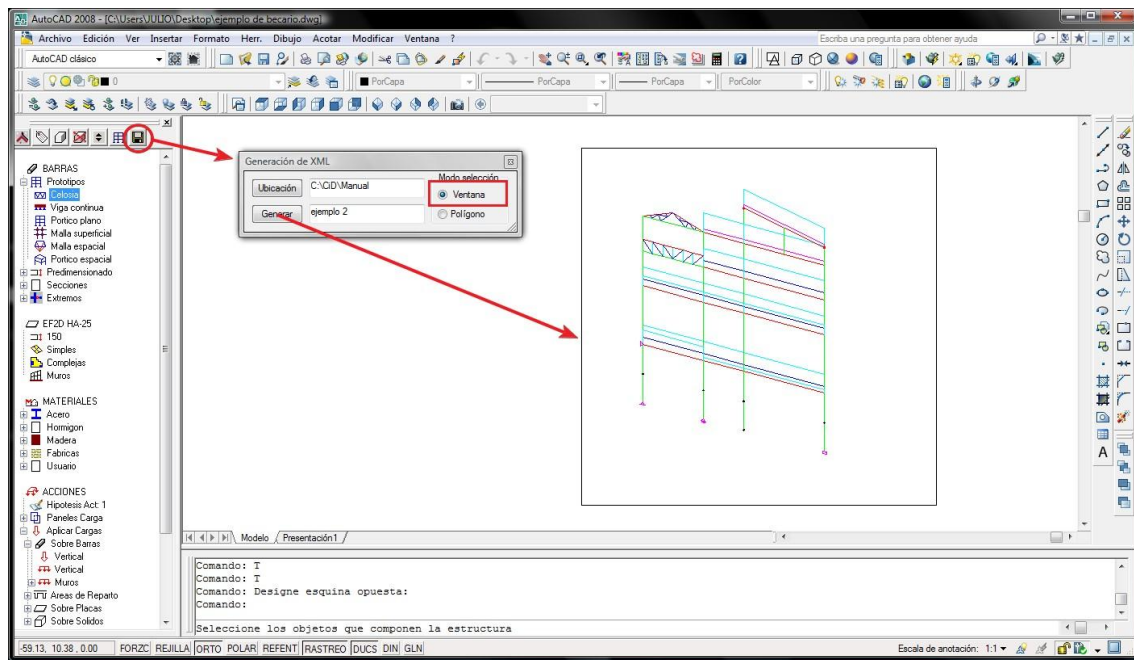 AutoCAD 2008 - [C:\Users\JULIO\Desktop\ejemplo de becario.dwg]
Archivo Edición Ver Insertar Formato Herr. Dibujo Acotar Modificar Ventana ?
Escriba una pregunta para obtener ayuda
AutoCAD clásico
0
PorCapa
PorCapa
PorCapa
PorColor
BARRAS
Prototipos
Celosia
Viga continua
Portico plano
Malla superficial
Malla espacial
Portico espacial
Predimensionado
Secciones
Extremos
EF2D HA-25
150
Simples
Complejas
Muros
MATERIALES
Acero
Hormigon
Madera
Fabricas
Usuario
ACCIONES
Hipotesis Act: 1
Paneles Carga
Aplicar Cargas
Sobre Barras
Vertical
Vertical
Muros
Areas de Reparto
Sobre Placas
Sobre Solidos
Generación de XML
Modo selección
Ubicación C:\CiD\Manual
Ventana
Generar ejemplo 2
Polígono
Modelo Presentación1
Comando: T
Comando: T
Comando: Designe esquina opuesta:
Comando:
Seleccione los objetos que componen la estructura
-59.13, 10.38 , 0.00 FORZC REJILLA ORTO POLAR REFENT RASTREO DUCS DIN GLN
Escala de anotación: 1:1